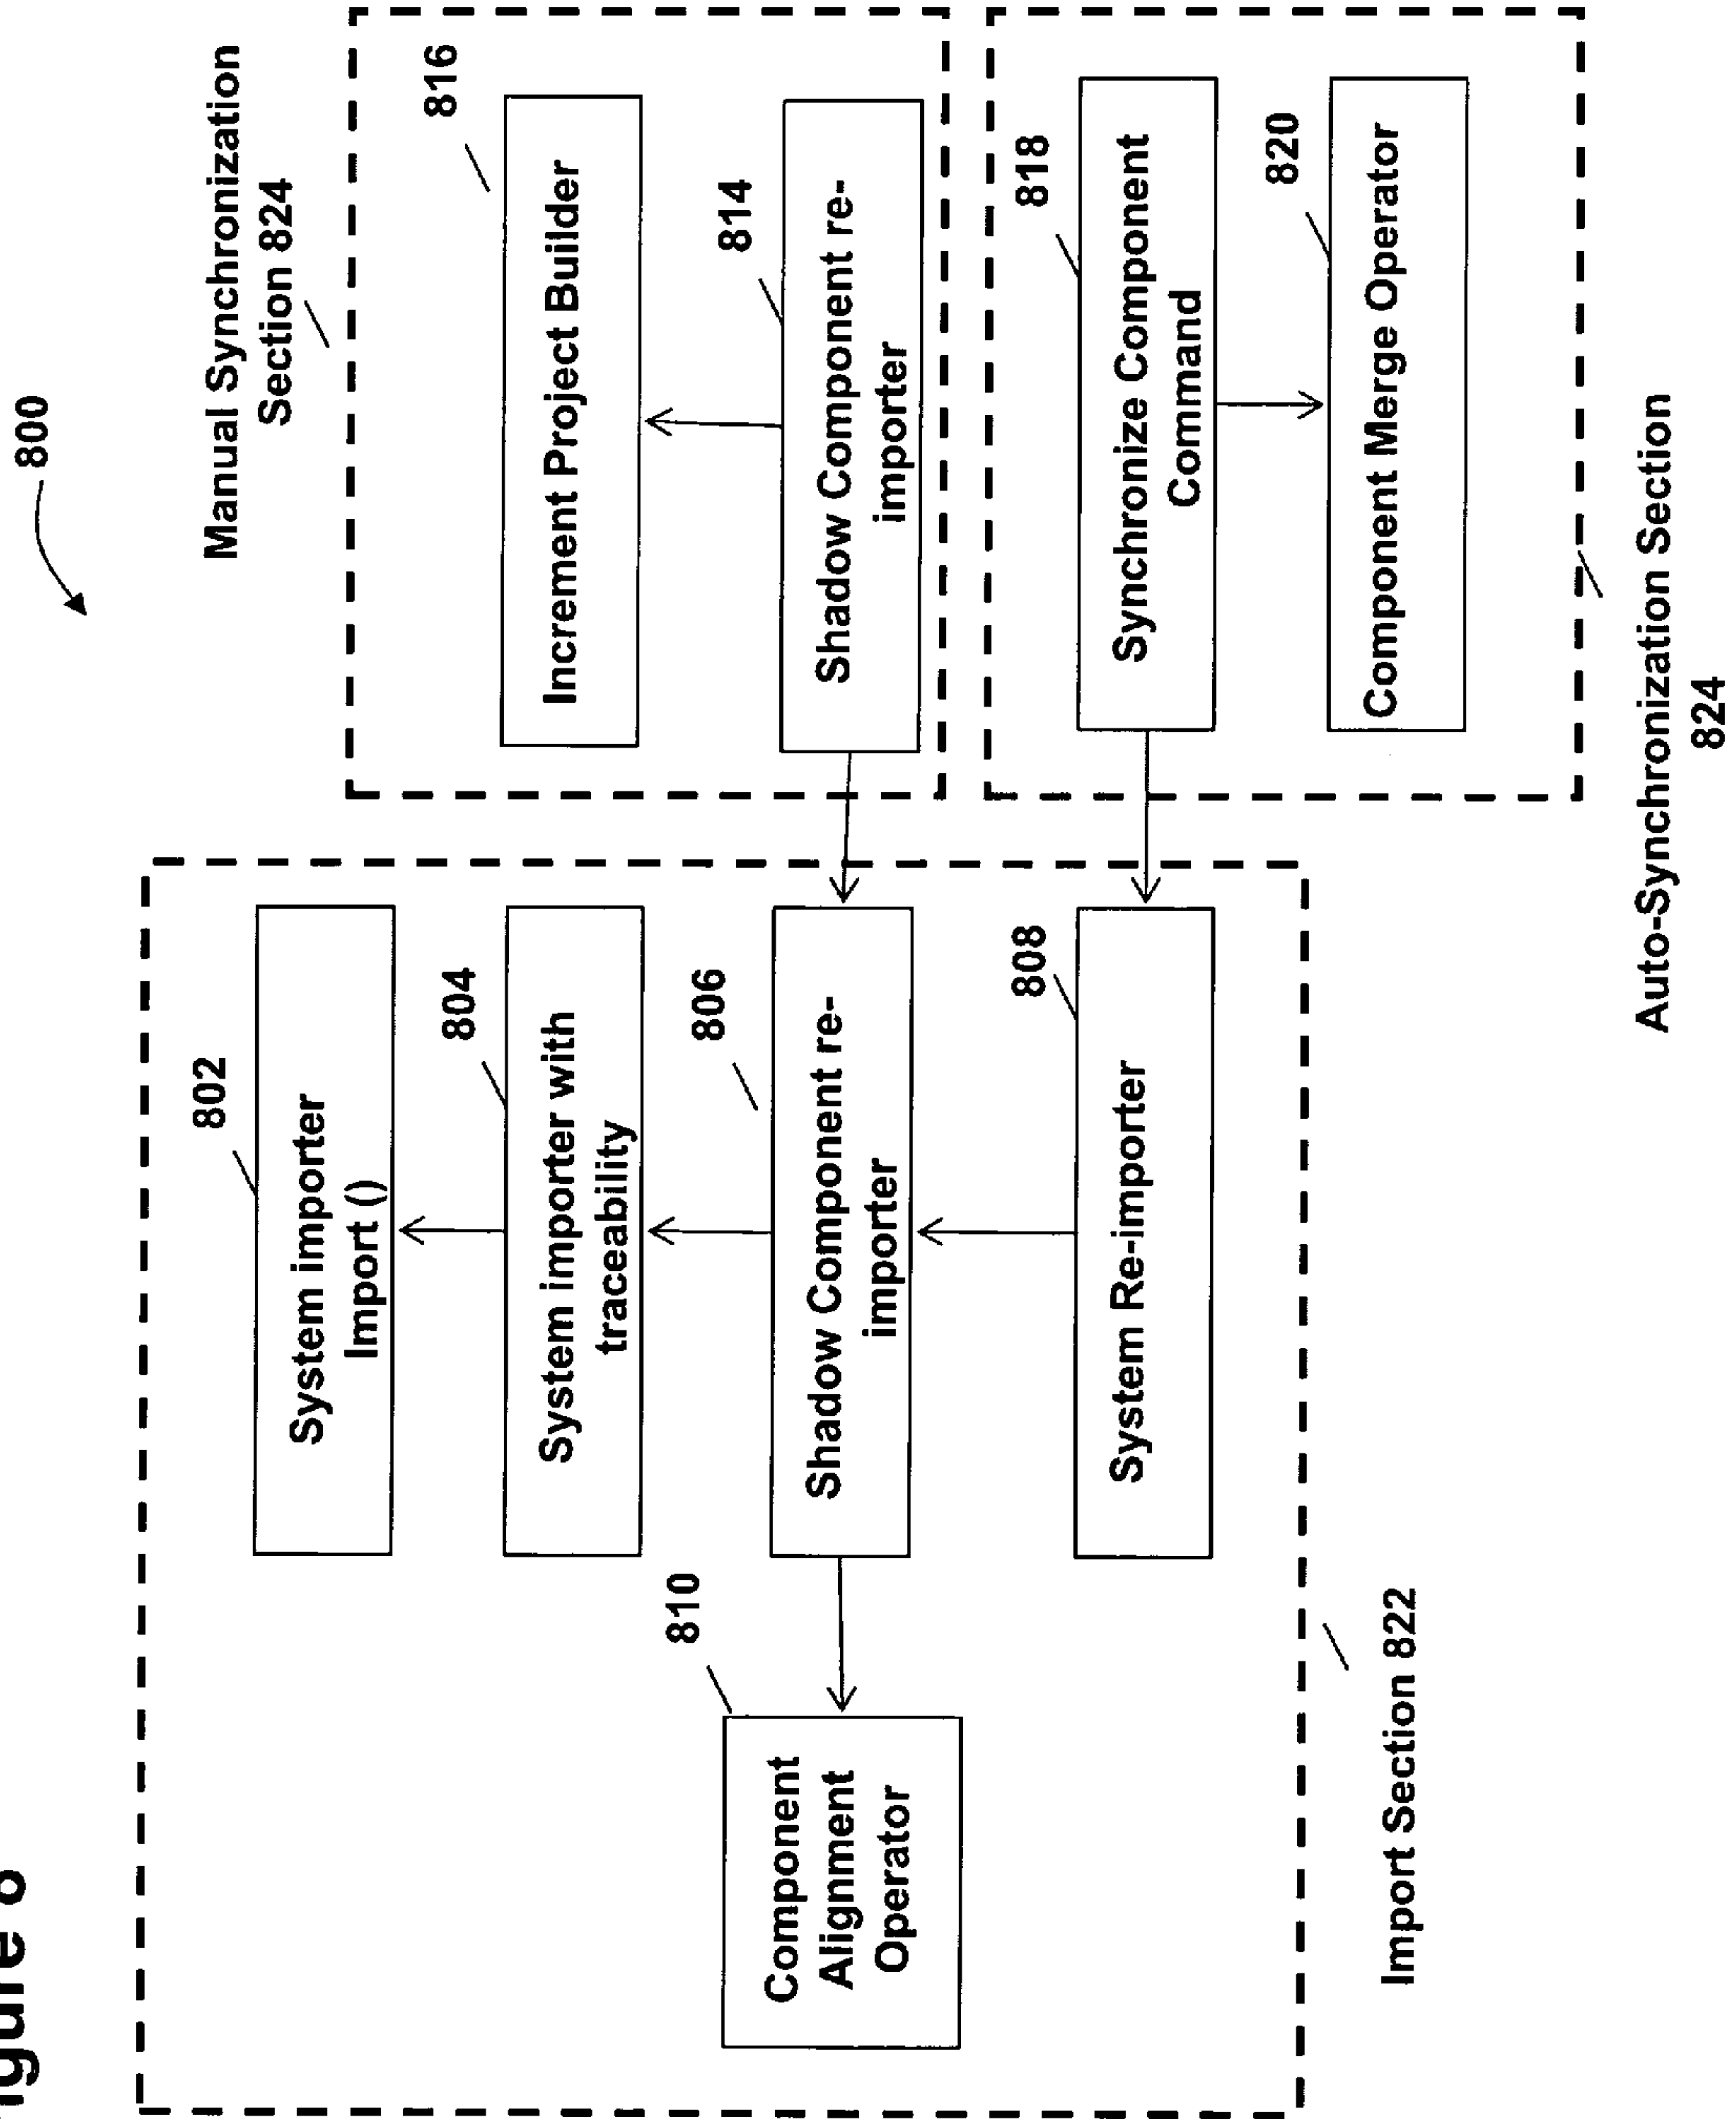 Figure 8
800
802
System importer
Import ()
804
System importer with
traceability
806
Shadow Component re-
importer
808
System Re-importer
810
Component
Alignment
Operator
Import Section 822
Manual Synchronization
Section 824
816
Increment Project Builder
814
Shadow Component re-
importer
818
Synchronize Component
Command
820
Component Merge Operator
Auto-Synchronization Section
824